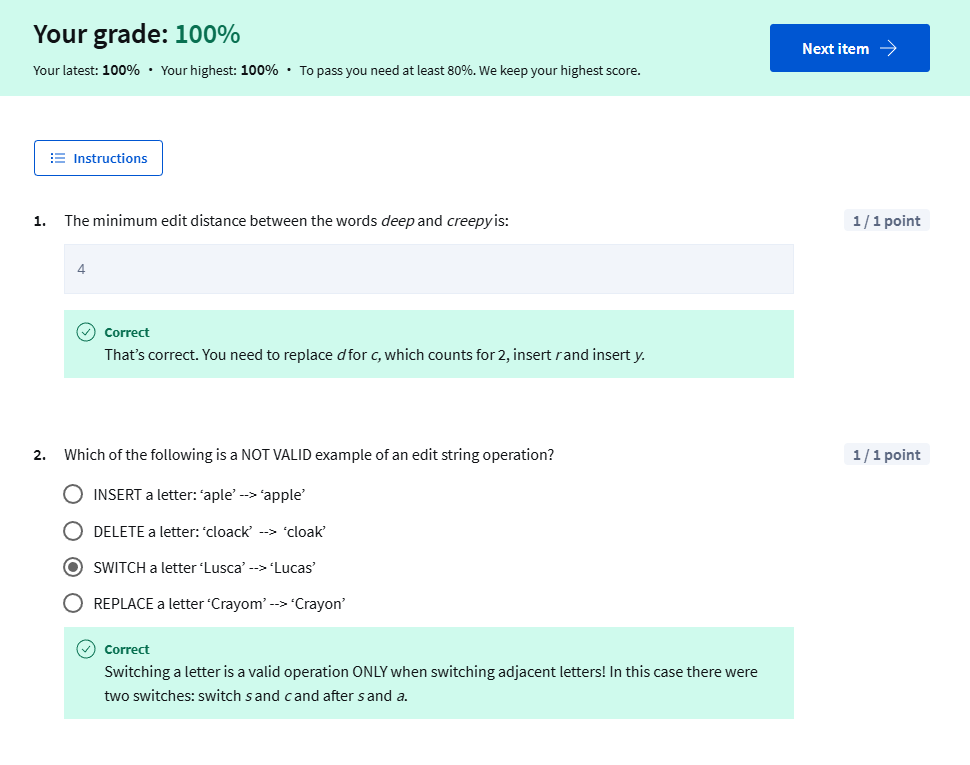 Your grade: 100%
Next item
Your latest: 100% • Your highest: 100% • To pass you need at least 80%. We keep your highest score.
Instructions
1. The minimum edit distance between the words deep and creepy is:
1 / 1 point
4
Correct
That’s correct. You need to replace d for c, which counts for 2, insert r and insert y.
2. Which of the following is a NOT VALID example of an edit string operation?
1 / 1 point
INSERT a letter: ‘aple’ --> ‘apple’
DELETE a letter: ‘cloack’ --> ‘cloak’
SWITCH a letter ‘Lusca’ --> ‘Lucas’
REPLACE a letter ‘Crayom’ --> ‘Crayon’
Correct
Switching a letter is a valid operation ONLY when switching adjacent letters! In this case there were
two switches: switch s and c and after s and a.